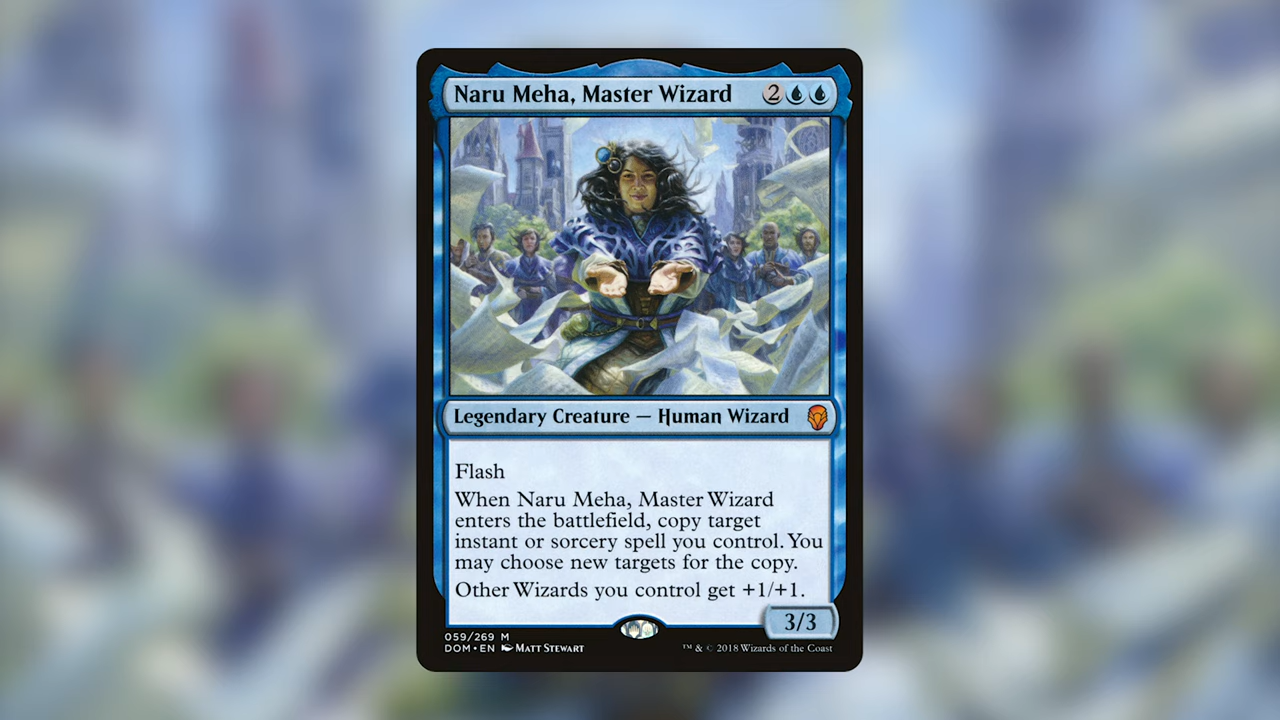 Naru Meha, Master Wizard 2
Legendary Creature — Human Wizard
Flash
When Naru Meha, Master Wizard
enters the battlefield, copy target
instant or sorcery spell you control. You
may choose new targets for the copy.
Other Wizards you control get +1/+1.
3/3
059/269 M
DOM • EN Matt Stewart
™ & © 2018 Wizards of the Coast